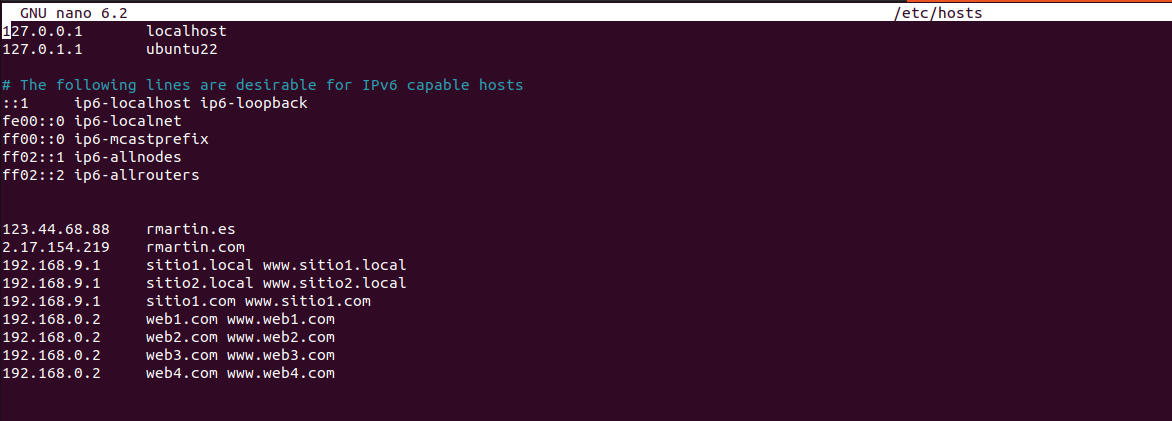 GNU nano 6.2 /etc/hosts
127.0.0.1 localhost
127.0.1.1 ubuntu22
# The following lines are desirable for IPv6 capable hosts
::1 ip6-localhost ip6-loopback
fe00::0 ip6-localnet
ff00::0 ip6-mcastprefix
ff02::1 ip6-allnodes
ff02::2 ip6-allrouters
123.44.68.88 rmartin.es
2.17.154.219 rmartin.com
192.168.9.1 sitio1.local www.sitio1.local
192.168.9.1 sitio2.local www.sitio2.local
192.168.9.1 sitio1.com www.sitio1.com
192.168.0.2 web1.com www.web1.com
192.168.0.2 web2.com www.web2.com
192.168.0.2 web3.com www.web3.com
192.168.0.2 web4.com www.web4.com